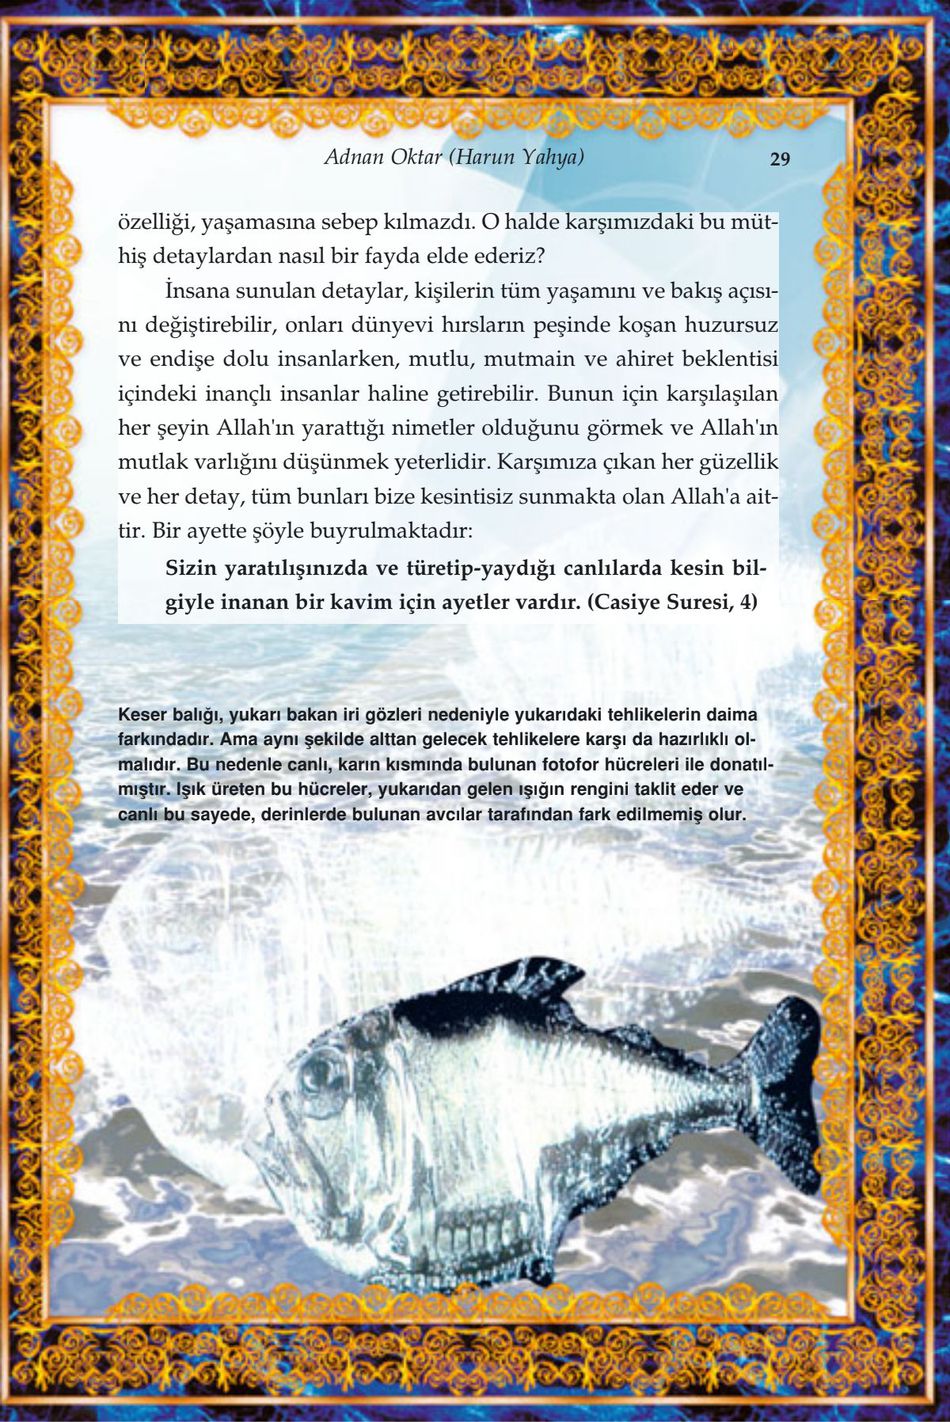 Adnan Oktar (Harun Yahya)
29
özelliği, yaşamasına sebep kılmazdı. O halde karşımızdaki bu müt-
hiş detaylardan nasıl bir fayda elde ederiz?
İnsana sunulan detaylar, kişilerin tüm yaşamını ve bakış açısı-
nı değiştirebilir, onları dünyevi hırsların peşinde koşan huzursuz
ve endişe dolu insanlarken, mutlu, mutmain ve ahiret beklentisi
içindeki inançlı insanlar haline getirebilir. Bunun için karşılaşılan
her şeyin Allah'ın yarattığı nimetler olduğunu görmek ve Allah'ın
mutlak varlığını düşünmek yeterlidir. Karşımıza çıkan her güzellik
ve her detay, tüm bunları bize kesintisiz sunmakta olan Allah'a ait-
tir. Bir ayette şöyle buyrulmaktadır:
Sizin yaratılışınızda ve türetip-yaydığı canlılarda kesin bil-
giyle inanan bir kavim için ayetler vardır. (Casiye Suresi, 4)
Keser balığı, yukarı bakan iri gözleri nedeniyle yukarıdaki tehlikelerin daima
farkındadır. Ama aynı şekilde alttan gelecek tehlikelere karşı da hazırlıklı ol-
malıdır. Bu nedenle canlı, karın kısmında bulunan fotofor hücreleri ile donatıl-
mıştır. Işık üreten bu hücreler, yukarıdan gelen ışığın rengini taklit eder ve
canlı bu sayede, derinlerde bulunan avcılar tarafından fark edilmemiş olur.